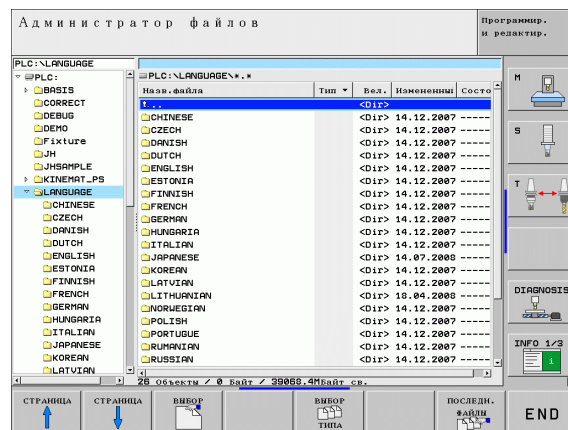 Администратор файлов
Программир.
и редактир.
PLC:\LANGUAGE
PLC:
BASIS
CORRECT
DEBUG
DEMO
Fixture
JH
JHSAMPLE
KINEMAT_PS
LANGUAGE
CHINESE
CZECH
DANISH
DUTCH
ENGLISH
ESTONIA
FINNISH
FRENCH
GERMAN
HUNGARIA
ITALIAN
JAPANESE
KOREAN
LATVIAN
PLC:\LANGUAGE\*.*
Назв.файла Тип Вел. Измененны Состо
.. <Dir>
CHINESE <Dir> 14.12.2007 -----
CZECH <Dir> 14.12.2007 -----
DANISH <Dir> 14.12.2007 -----
DUTCH <Dir> 14.12.2007 -----
ENGLISH <Dir> 14.12.2007 -----
ESTONIA <Dir> 14.12.2007 -----
FINNISH <Dir> 14.12.2007 -----
FRENCH <Dir> 14.12.2007 -----
GERMAN <Dir> 14.12.2007 -----
HUNGARIA <Dir> 14.12.2007 -----
ITALIAN <Dir> 14.12.2007 -----
JAPANESE <Dir> 14.07.2008 -----
KOREAN <Dir> 14.12.2007 -----
LATVIAN <Dir> 14.12.2007 -----
LITHUANIAN <Dir> 18.04.2008 -----
NORWEGIAN <Dir> 14.12.2007 -----
POLISH <Dir> 14.12.2007 -----
PORTUGUE <Dir> 14.12.2007 -----
RUMANIAN <Dir> 14.12.2007 -----
RUSSIAN <Dir> 14.12.2007 -----
26 Объекты / 0 Байт / 39068.4МБайт св.
M
S
T
DIAGNOSIS
INFO 1/3
1
СТРАНИЦА
СТРАНИЦА
ВЫБОР
ВЫБОР
ТИПА
ПОСЛЕДН.
ФАЙЛЫ
END